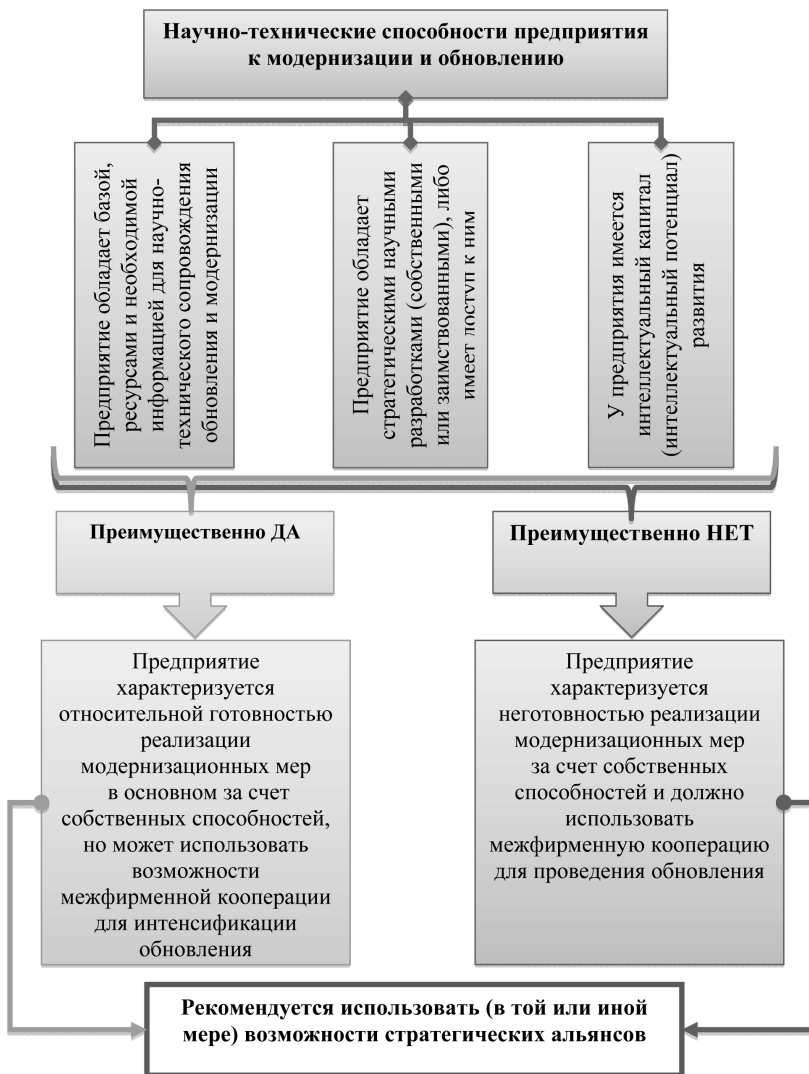 Научно-технические способности предприятия
к модернизации и обновлению
Предприятие обладает базой,
ресурсами и необходимой
информацией для научно-
технического сопровождения
обновления и модернизации
Предприятие обладает
стратегическими научными
разработками (собственными
или заимствованными), либо
имеет доступ к ним
У предприятия имеется
интеллектуальный капитал
(интеллектуальный потенциал)
развития
Преимущественно ДА
Преимущественно НЕТ
Предприятие
характеризуется
относительной готовностью
реализации
модернизационных мер
в основном за счет
собственных способностей,
но может использовать
возможности
межфирменной кооперации
для интенсификации
обновления
Предприятие
характеризуется
неготовностью реализации
модернизационных мер
за счет собственных
способностей и должно
использовать
межфирменную кооперацию
для проведения обновления
Рекомендуется использовать (в той или иной
мере) возможности стратегических альянсов